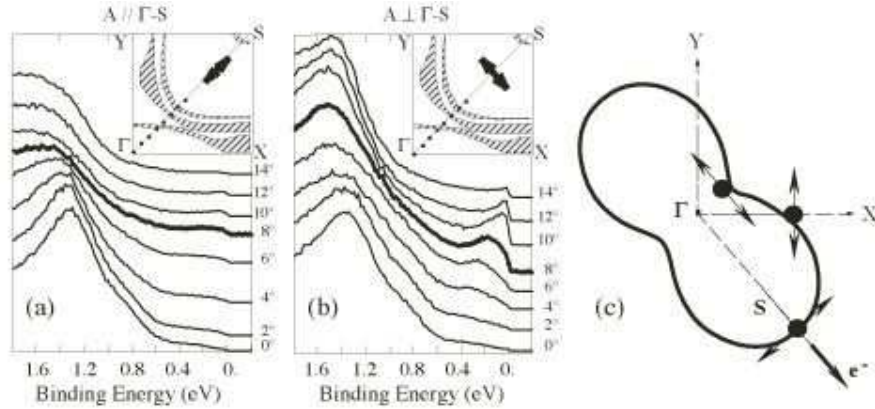 A // Γ-S
Y
S
Γ
X
14°
12°
10°
8°
6°
4°
2°
0°
(a)
1.6 1.2 0.8 0.4 0.
Binding Energy (eV)
A ⊥ Γ-S
Y
S
Γ
X
14°
12°
10°
8°
6°
4°
2°
0°
(b)
1.6 1.2 0.8 0.4 0.
Binding Energy (eV)
Y
Γ
X
S
(c)
e⁻